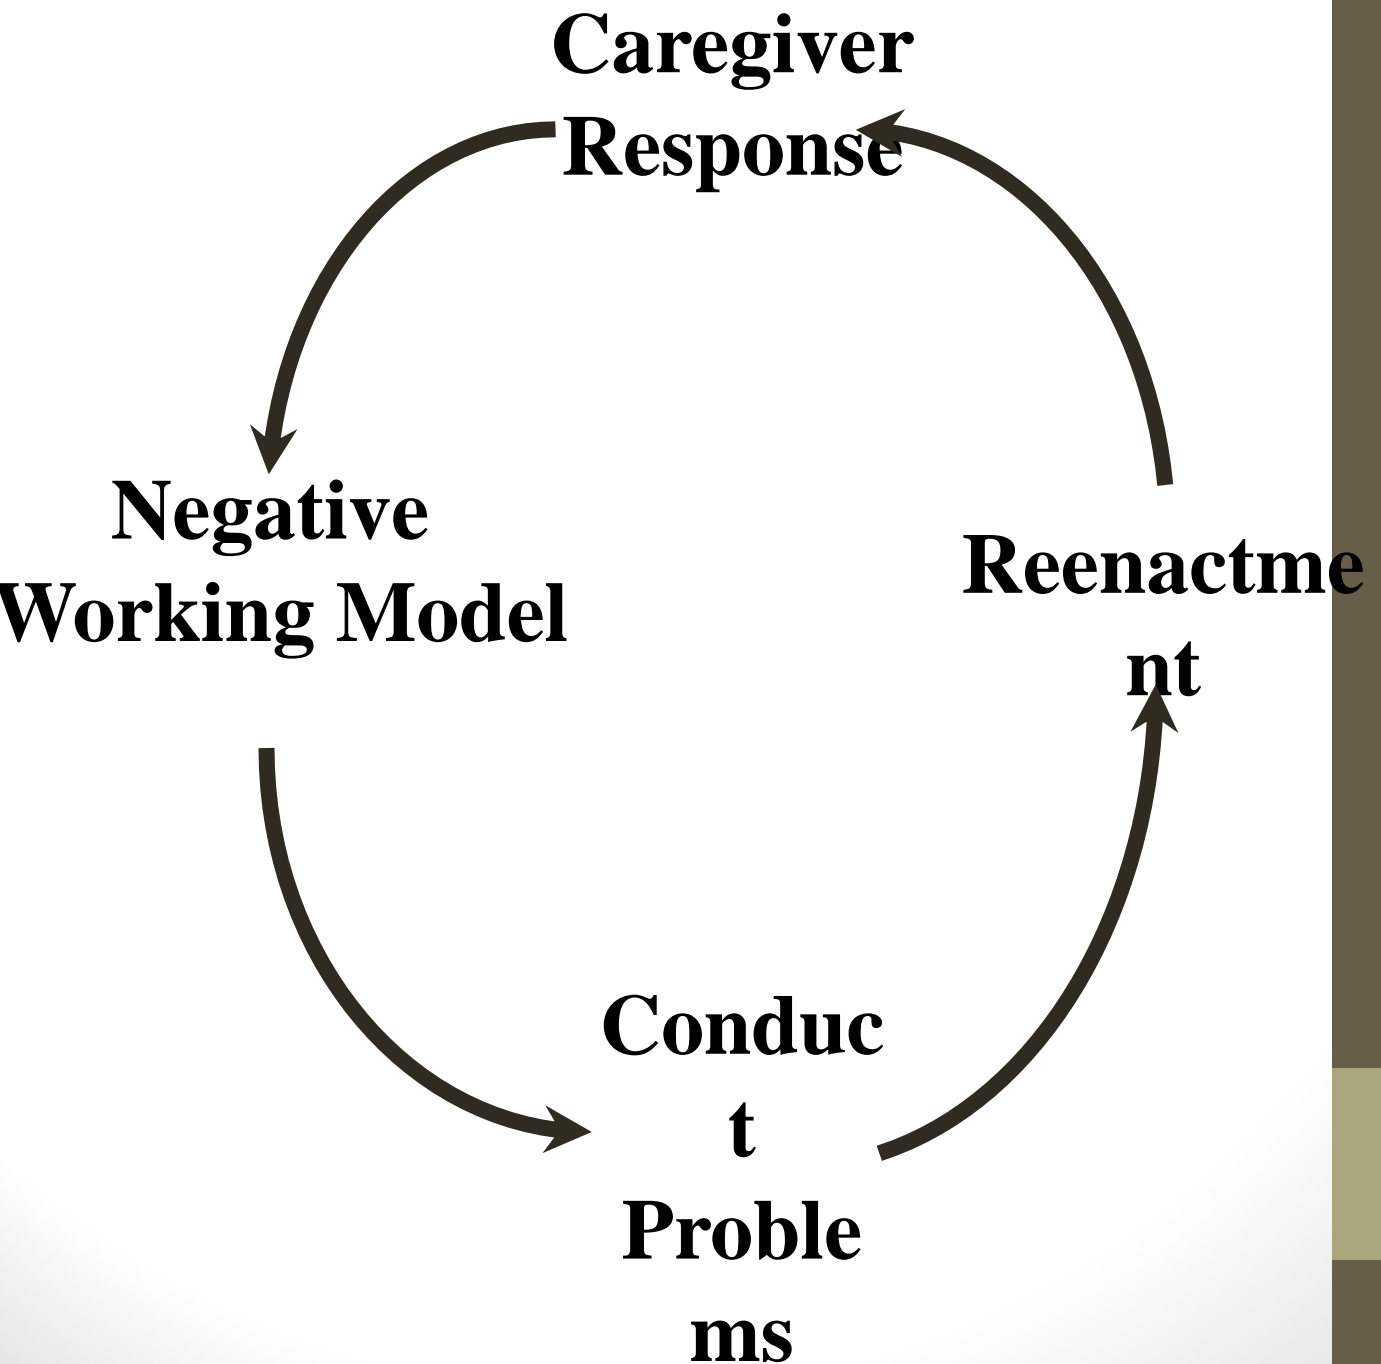 Caregiver
Response
Negative
Working Model
Reenactme
nt
Conduc
t
Proble
ms